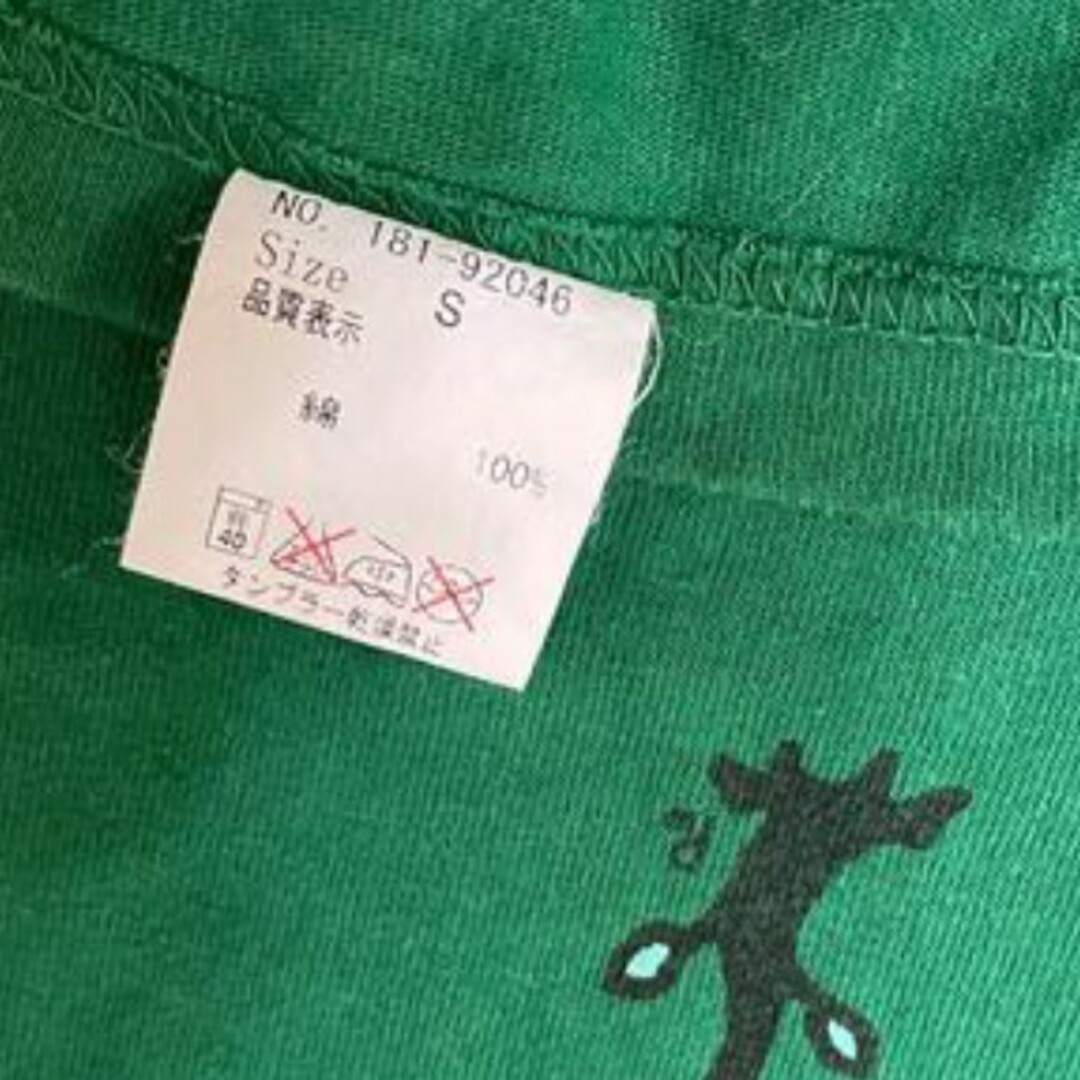 NO. 181-92046
Size S
品質表示
綿 100%
40
タンブラー乾燥禁止